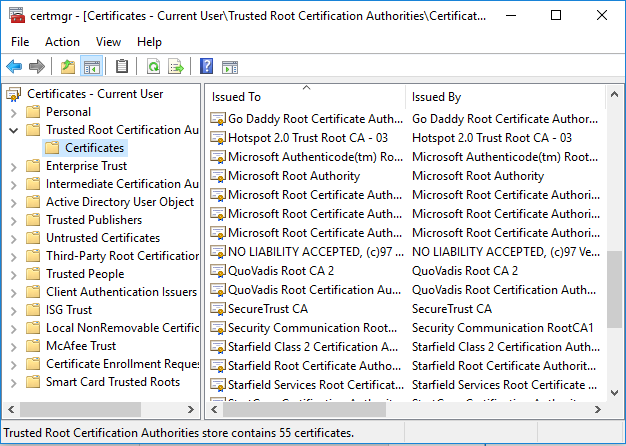 certmgr - [Certificates - Current User\Trusted Root Certification Authorities\Certificat...
File Action View Help
Certificates - Current User
Personal
Trusted Root Certification Au
Certificates
Enterprise Trust
Intermediate Certification Au
Active Directory User Object
Trusted Publishers
Untrusted Certificates
Third-Party Root Certification
Trusted People
Client Authentication Issuers
ISG Trust
Local NonRemovable Certific
McAfee Trust
Certificate Enrollment Reques
Smart Card Trusted Roots
Issued To Issued By
Go Daddy Root Certificate Auth... Go Daddy Root Certificate Author...
Hotspot 2.0 Trust Root CA - 03 Hotspot 2.0 Trust Root CA - 03
Microsoft Authenticode(tm) Ro... Microsoft Authenticode(tm) Root...
Microsoft Root Authority Microsoft Root Authority
Microsoft Root Certificate Auth... Microsoft Root Certificate Authori...
Microsoft Root Certificate Auth... Microsoft Root Certificate Authori...
Microsoft Root Certificate Auth... Microsoft Root Certificate Authori...
NO LIABILITY ACCEPTED, (c)97 ... NO LIABILITY ACCEPTED, (c)97 Ve...
QuoVadis Root CA 2 QuoVadis Root CA 2
QuoVadis Root Certification Au... QuoVadis Root Certification Auth...
SecureTrust CA SecureTrust CA
Security Communication Root... Security Communication RootCA1
Starfield Class 2 Certification A... Starfield Class 2 Certification Auth...
Starfield Root Certificate Autho... Starfield Root Certificate Authorit...
Starfield Services Root Certificat... Starfield Services Root Certificate ...
Trusted Root Certification Authorities store contains 55 certificates.